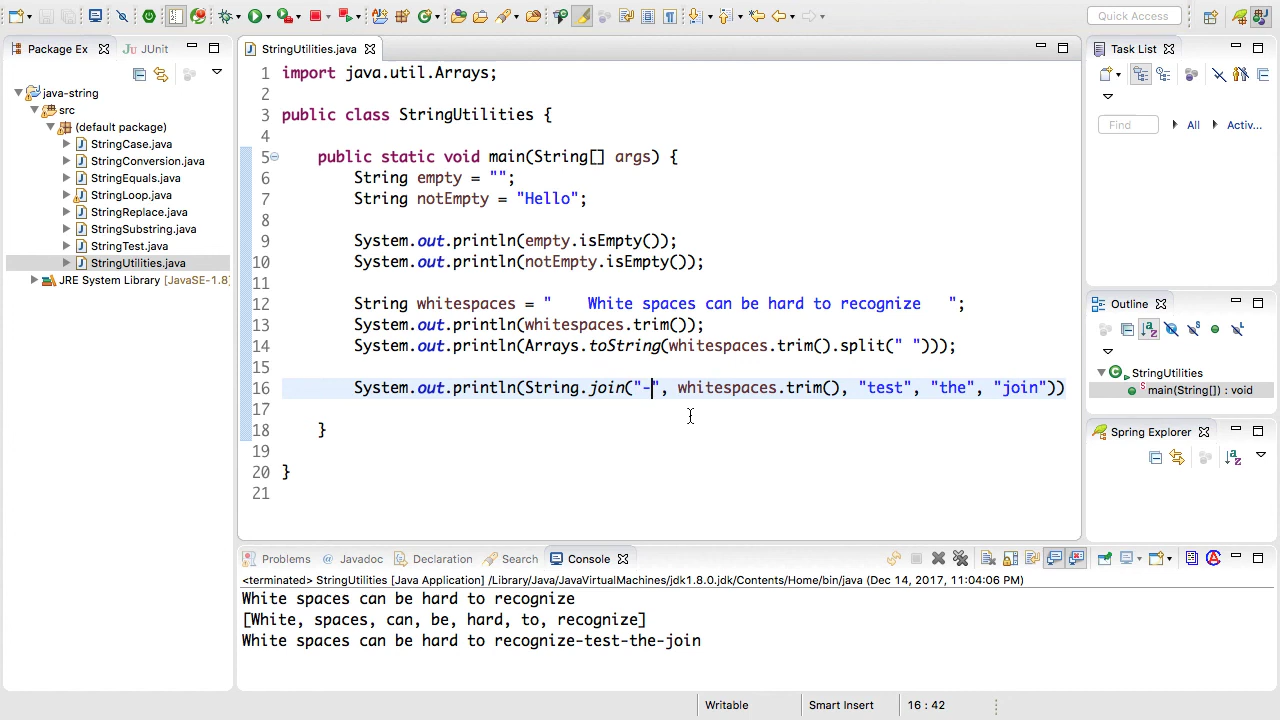 Quick Access
Package Ex
JUnit
java-string
src
(default package)
StringCase.java
StringConversion.java
StringEquals.java
StringLoop.java
StringReplace.java
StringSubstring.java
StringTest.java
StringUtilities.java
JRE System Library [JavaSE-1.8]
StringUtilities.java
1 import java.util.Arrays;
2
3 public class StringUtilities {
4
5 public static void main(String[] args) {
6 String empty = "";
7 String notEmpty = "Hello";
8
9 System.out.println(empty.isEmpty());
10 System.out.println(notEmpty.isEmpty());
11
12 String whitespaces = "    White spaces can be hard to recognize   ";
13 System.out.println(whitespaces.trim());
14 System.out.println(Arrays.toString(whitespaces.trim().split(" ")));
15
16 System.out.println(String.join("-", whitespaces.trim(), "test", "the", "join"))
17
18 }
19
20 }
21
Task List
Find
All
Activ...
Outline
StringUtilities
main(String[]) : void
Spring Explorer
Problems
@ Javadoc
Declaration
Search
Console
<terminated> StringUtilities [Java Application] /Library/Java/JavaVirtualMachines/jdk1.8.0.jdk/Contents/Home/bin/java (Dec 14, 2017, 11:04:06 PM)
White spaces can be hard to recognize
[White, spaces, can, be, hard, to, recognize]
White spaces can be hard to recognize-test-the-join
Writable
Smart Insert
16 : 42